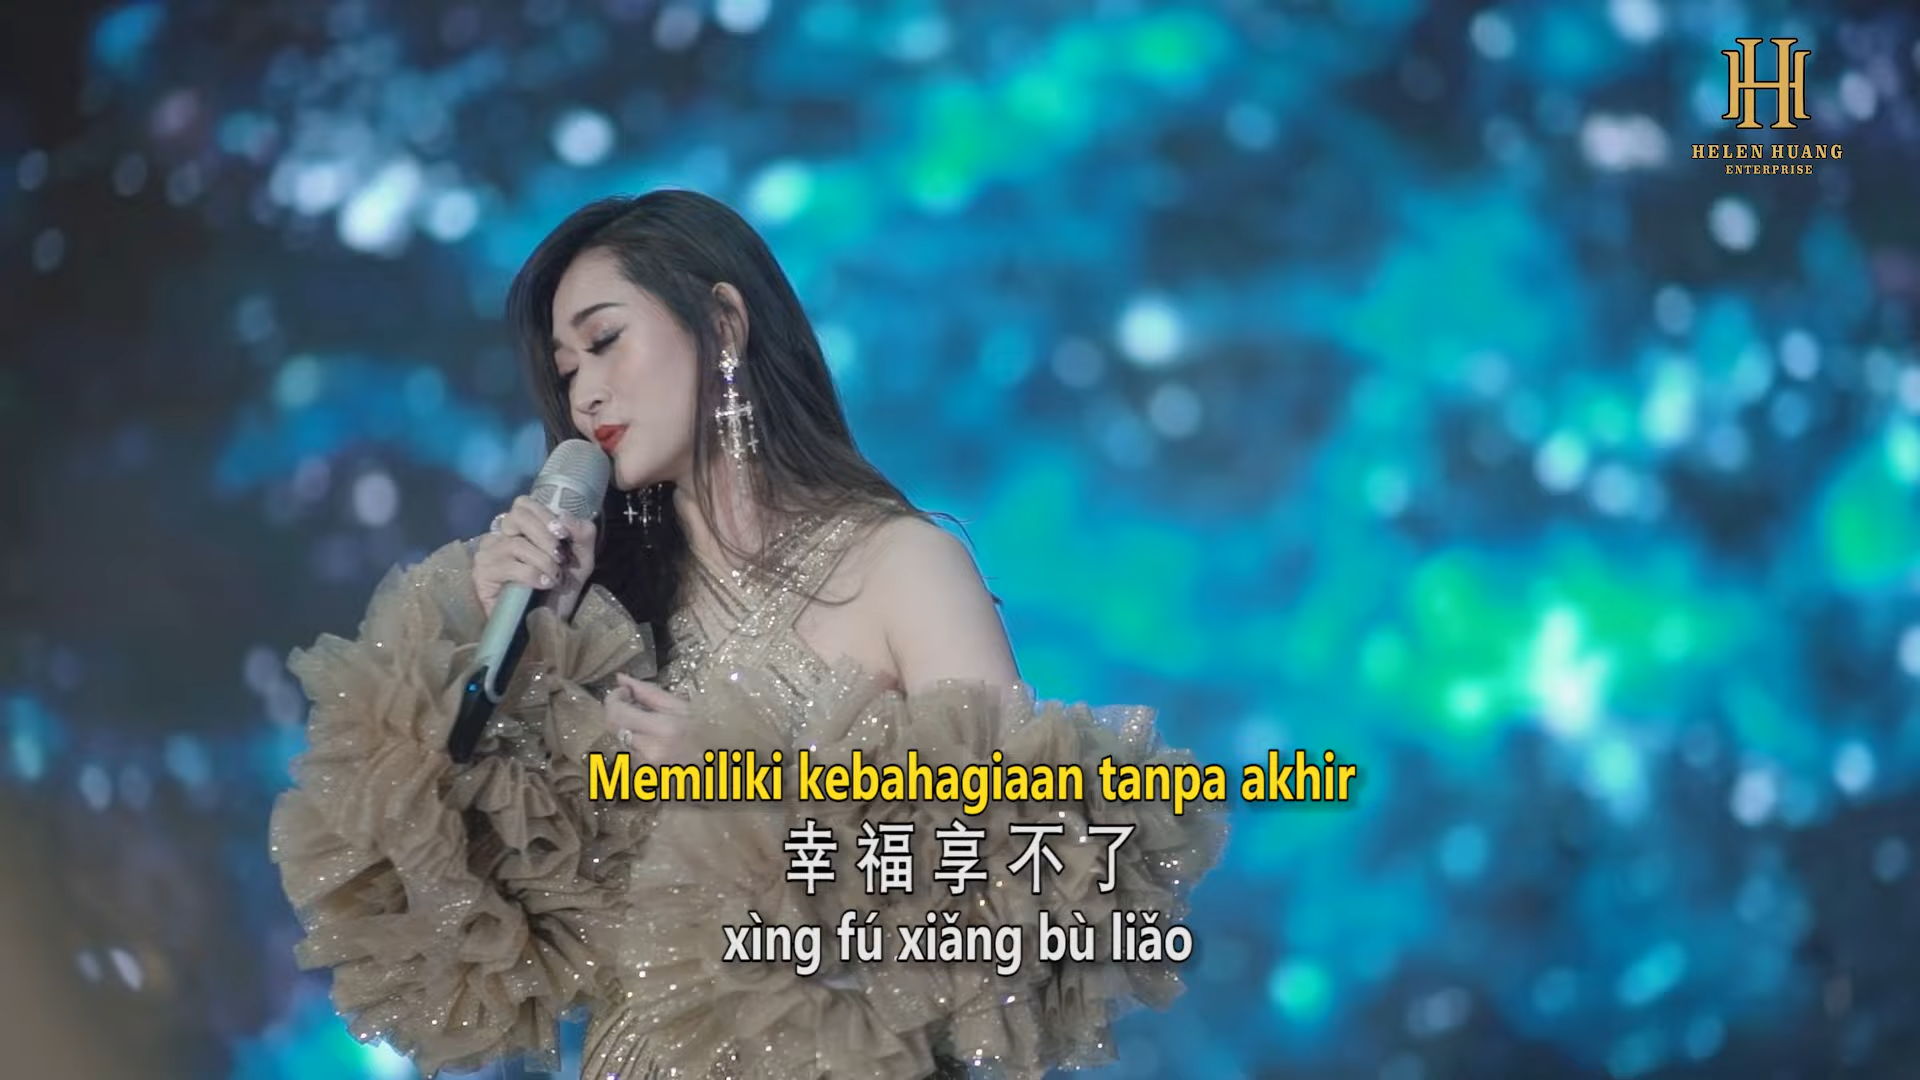 HELEN HUANG
ENTERPRISE
Memiliki kebahagiaan tanpa akhir
幸福享不了
xìng fú xiǎng bù liǎo